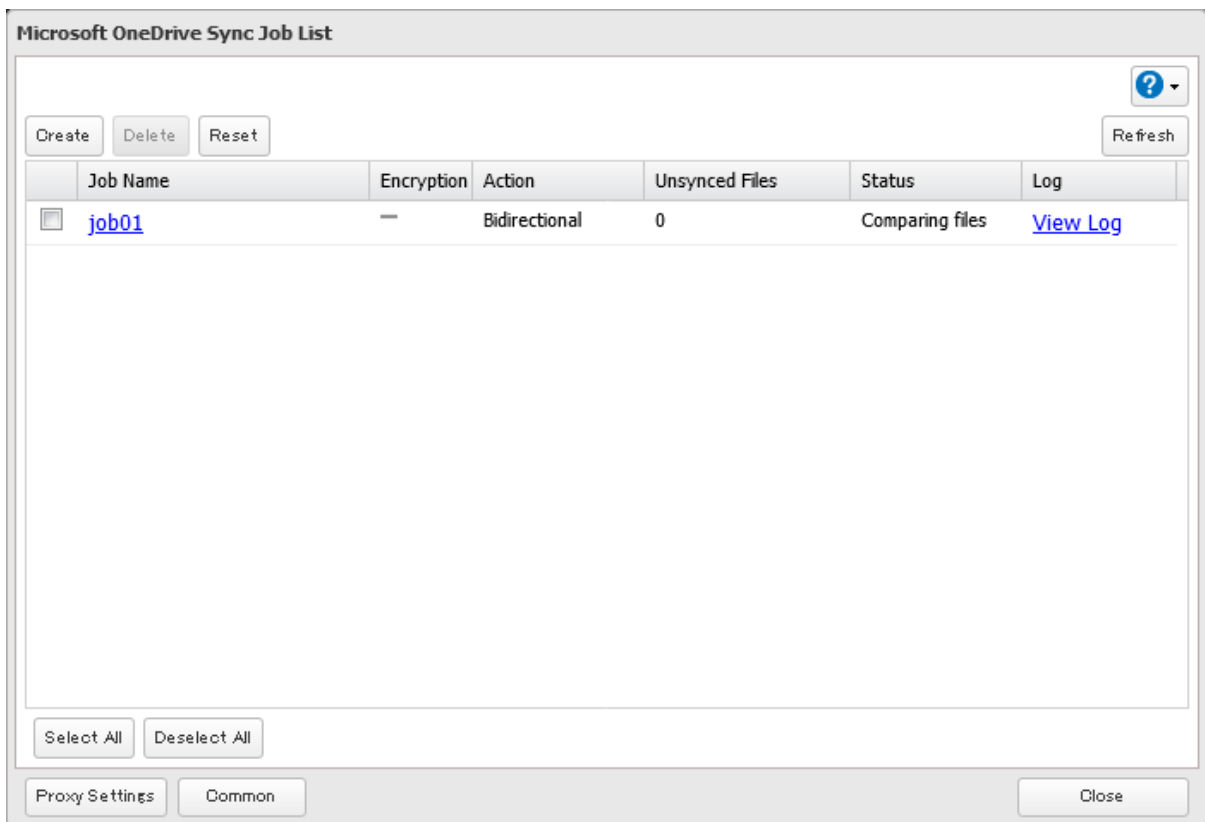 Microsoft OneDrive Sync Job List
?
Create Delete Reset Refresh
Job Name Encryption Action Unsynced Files Status Log
job01 — Bidirectional 0 Comparing files View Log
Select All Deselect All
Proxy Settings Common Close